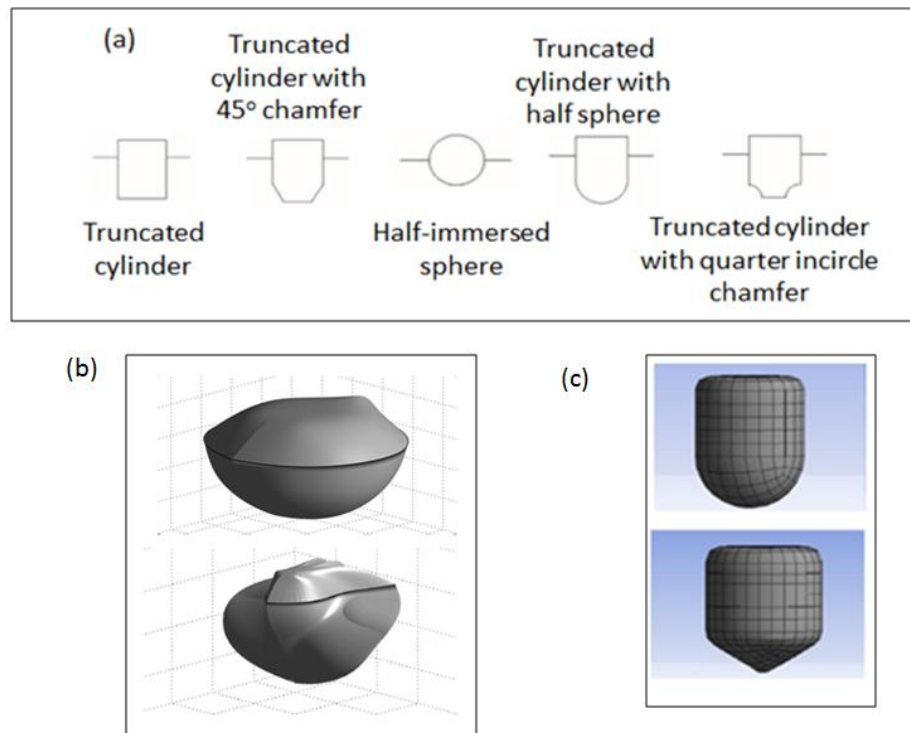 (a)
Truncated
cylinder with
45° chamfer
Truncated
cylinder with
half sphere
Truncated
cylinder
Half-immersed
sphere
Truncated cylinder
with quarter incircle
chamfer
(b)
(c)